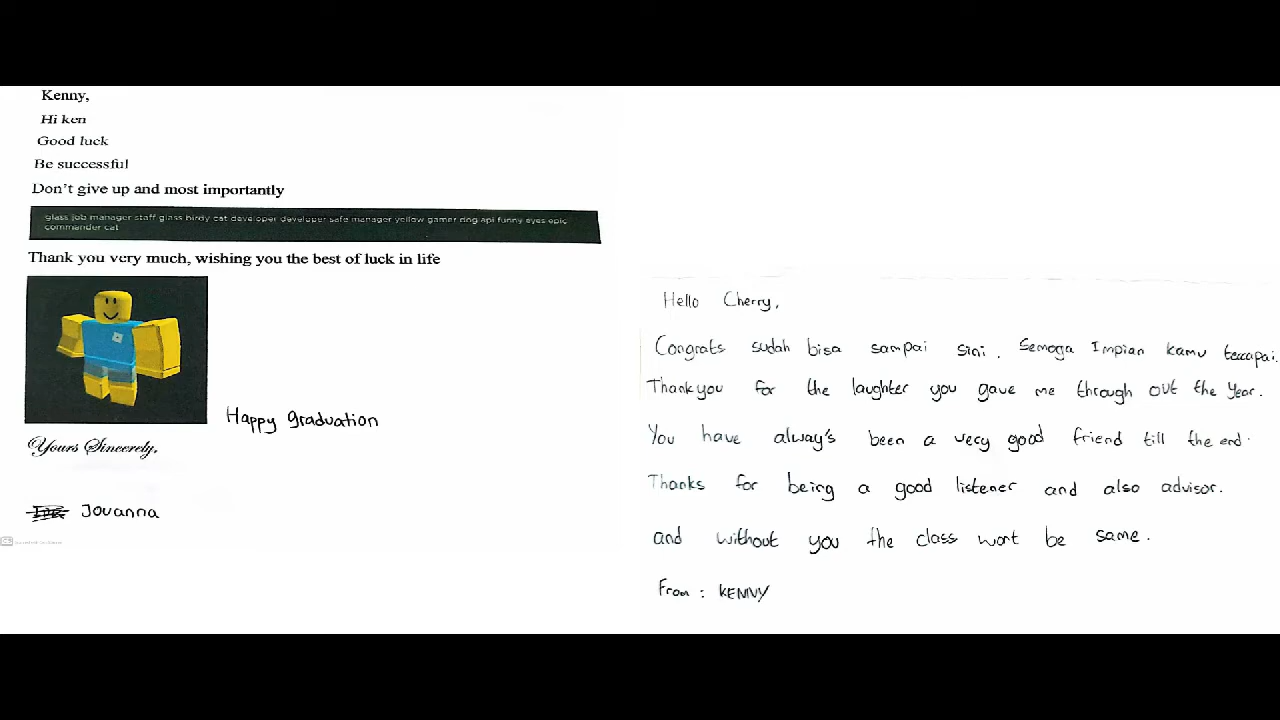 Kenny,
Hi ken
Good luck
Be successful
Don't give up and most importantly
glass job manager staff glass birdy cat developer developer safe manager yellow gamer dog api funny eyes epic
commander cat
Thank you very much, wishing you the best of luck in life
Happy graduation
Yours Sincerely,
Jovanna
Hello Cherry,
Congrats sudah bisa sampai sini. Semoga Impian kamu tercapai.
Thankyou for the laughter you gave me through out the Year.
You have alway's been a very good friend till the end.
Thanks for being a good listener and also advisor.
and without you the class wont be same.
From : KENNY